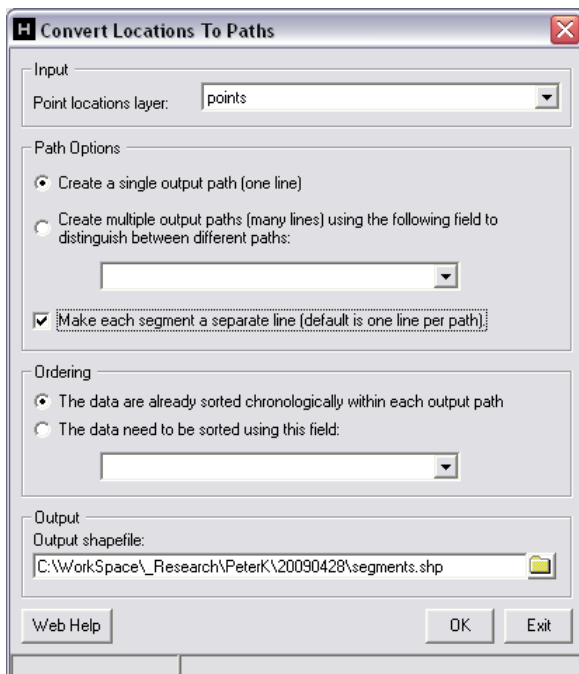 H Convert Locations To Paths
Input
Point locations layer: points
Path Options
Create a single output path (one line)
Create multiple output paths (many lines) using the following field to
distinguish between different paths:
Make each segment a separate line (default is one line per path)
Ordering
The data are already sorted chronologically within each output path
The data need to be sorted using this field:
Output
Output shapefile:
C:\WorkSpace\_Research\PeterK\20090428\segments.shp
Web Help OK Exit